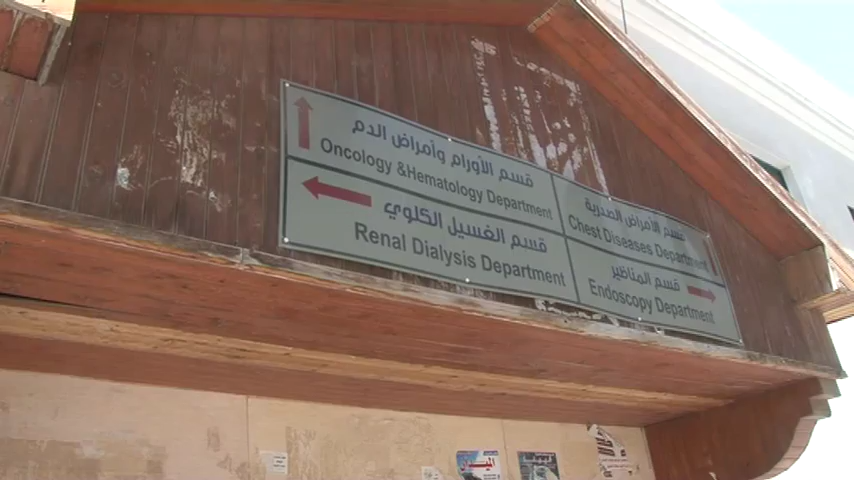 قسم الأورام وأمراض الدم
Oncology &Hematology Department
قسم الغسيل الكلوي
Renal Dialysis Department
قسم الأمراض الصدرية
Chest Diseases Department
قسم المناظير
Endoscopy Department